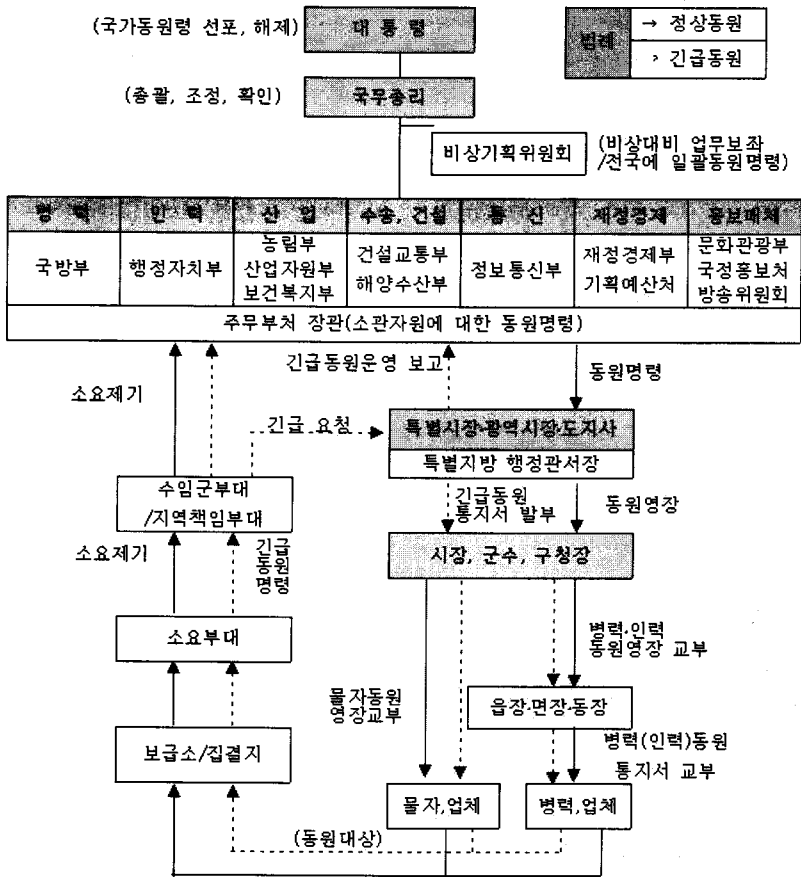 (국가동원령 선포, 해제)
대 통 령
범례
→ 정상동원
> 긴급동원
(총괄, 조정, 확인)
국무총리
비상기획위원회
(비상대비 업무보좌
/전국에 일괄동원명령)
병 력
인 력
산 업
수송, 건설
통 신
재정경제
홍보매체
국방부
행정자치부
농림부
산업자원부
보건복지부
건설교통부
해양수산부
정보통신부
재정경제부
기획예산처
문화관광부
국정홍보처
방송위원회
주무부처 장관(소관자원에 대한 동원명령)
긴급동원운영 보고
소요제기
동원명령
긴급 요청
특별시장·광역시장·도지사
특별지방 행정관서장
수임군부대
/지역책임부대
긴급동원
통지서 발부
동원영장
소요제기
긴급
동원
명령
시장, 군수, 구청장
소요부대
병력·인력
동원영장 교부
물자동원
영장교부
읍장·면장·동장
보급소/집결지
병력(인력)동원
통지서 교부
물자,업체
병력,업체
(동원대상)